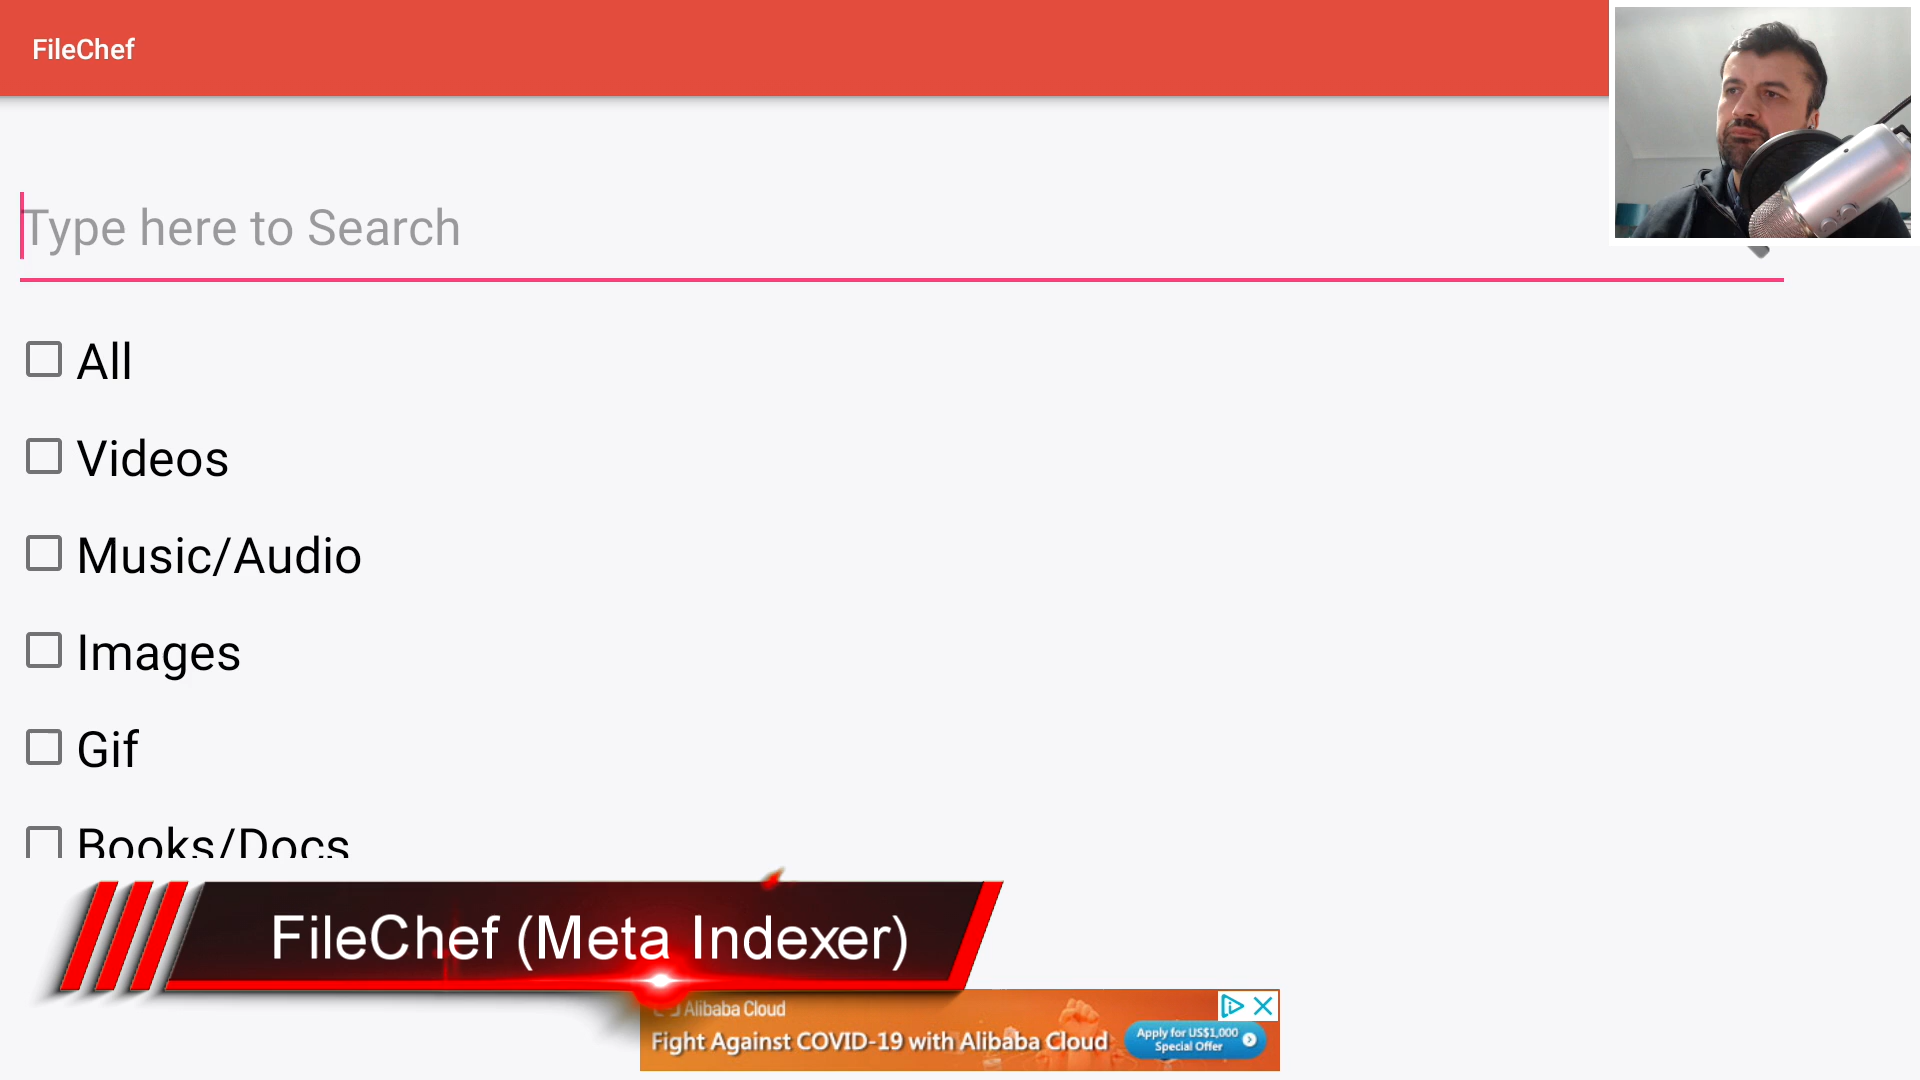 FileChef
Type here to Search
All
Videos
Music/Audio
Images
Gif
Books/Docs
FileChef (Meta Indexer)
Alibaba Cloud
Fight Against COVID-19 with Alibaba Cloud
Apply for US$1,000
Special Offer